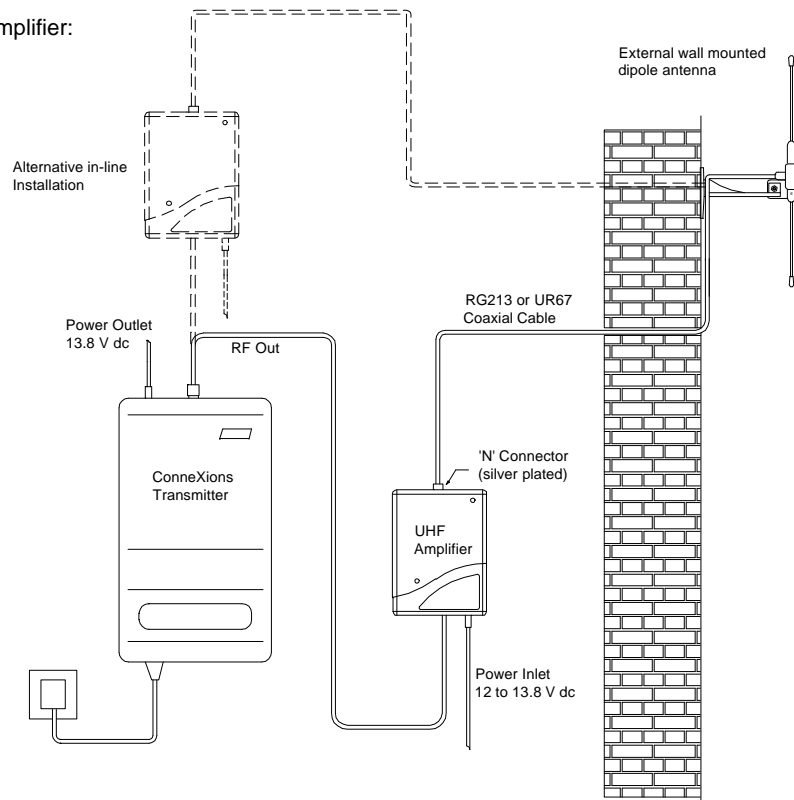 mplifier:
External wall mounted
dipole antenna
Alternative in-line
Installation
RG213 or UR67
Coaxial Cable
Power Outlet
13.8 V dc
RF Out
'N' Connector
(silver plated)
ConneXions
Transmitter
UHF
Amplifier
Power Inlet
12 to 13.8 V dc